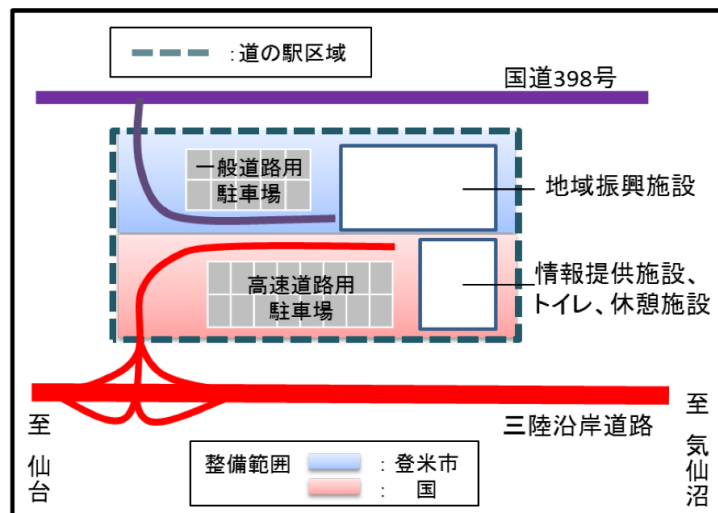 ：道の駅区域
国道398号
一般道路用
駐車場
地域振興施設
高速道路用
駐車場
情報提供施設、
トイレ、休憩施設
三陸沿岸道路
至 仙台
至 気仙沼
整備範囲 ：登米市
： 国